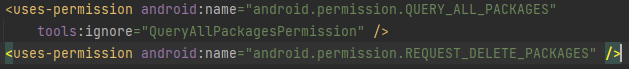 <uses-permission android:name="android.permission.QUERY_ALL_PACKAGES"
tools:ignore="QueryAllPackagesPermission" />
<uses-permission android:name="android.permission.REQUEST_DELETE_PACKAGES" />